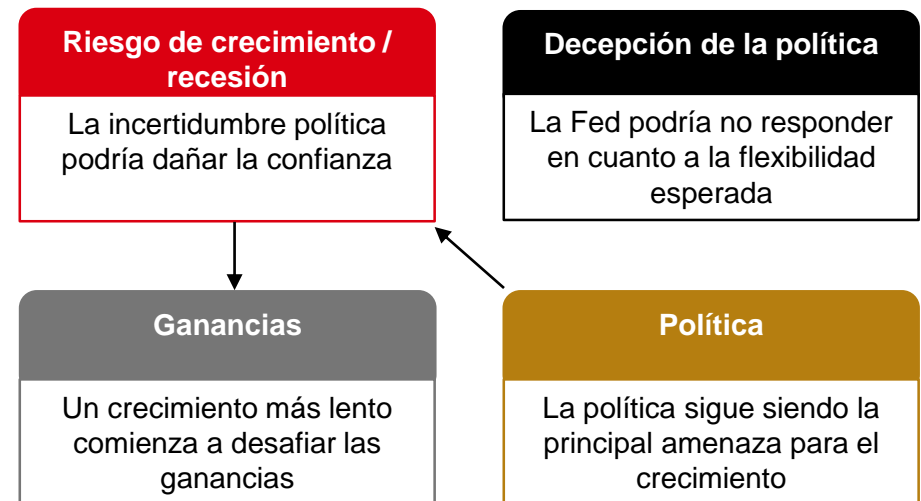 Riesgo de crecimiento /
recesión
La incertidumbre política
podría dañar la confianza
Decepción de la política
La Fed podría no responder
en cuanto a la flexibilidad
esperada
Ganancias
Un crecimiento más lento
comienza a desafiar las
ganancias
Política
La política sigue siendo la
principal amenaza para el
crecimiento